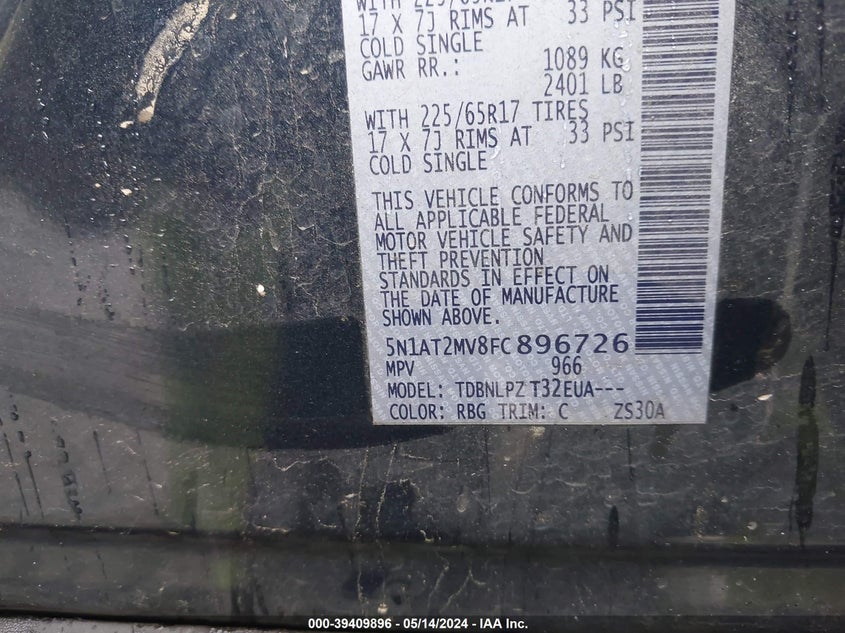 WITH 225/65R17
17 X 7J RIMS AT 33 PSI
COLD SINGLE
GAWR RR.: 1089 KG
2401 LB
WITH 225/65R17 TIRES
17 X 7J RIMS AT 33 PSI
COLD SINGLE
THIS VEHICLE CONFORMS TO
ALL APPLICABLE FEDERAL
MOTOR VEHICLE SAFETY AND
THEFT PREVENTION
STANDARDS IN EFFECT ON
THE DATE OF MANUFACTURE
SHOWN ABOVE.
5N1AT2MV8FC896726
MPV 966
MODEL: TDBNLPZ T32EUA---
COLOR: RBG TRIM: C ZS30A
000-39409896 - 05/14/2024 - IAA Inc.